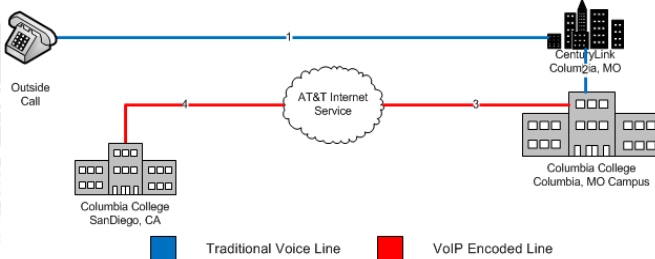 1
CenturyLink
Columbia, MO
2
Outside
Call
AT&T Internet
Service
4
3
Columbia College
Columbia, MO Campus
Columbia College
SanDiego, CA
Traditional Voice Line
VoIP Encoded Line